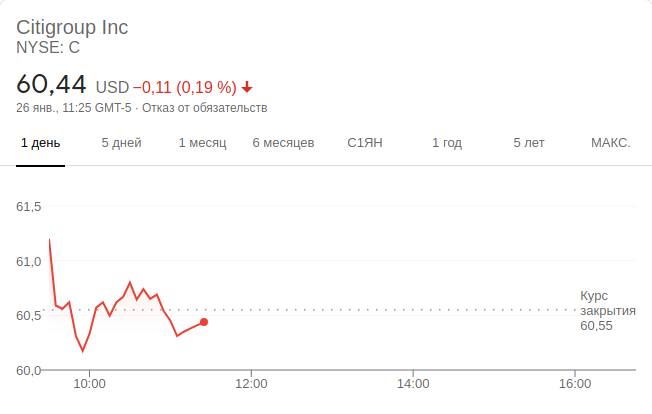 Citigroup Inc
NYSE: C
60,44 USD −0,11 (0,19 %)
26 янв., 11:25 GMT-5 · Отказ от обязательств
1 день 5 дней 1 месяц 6 месяцев С1ЯН 1 год 5 лет МАКС.
61,5
61,0
Курс
закрытия
60,55
60,5
60,0
10:00 12:00 14:00 16:00